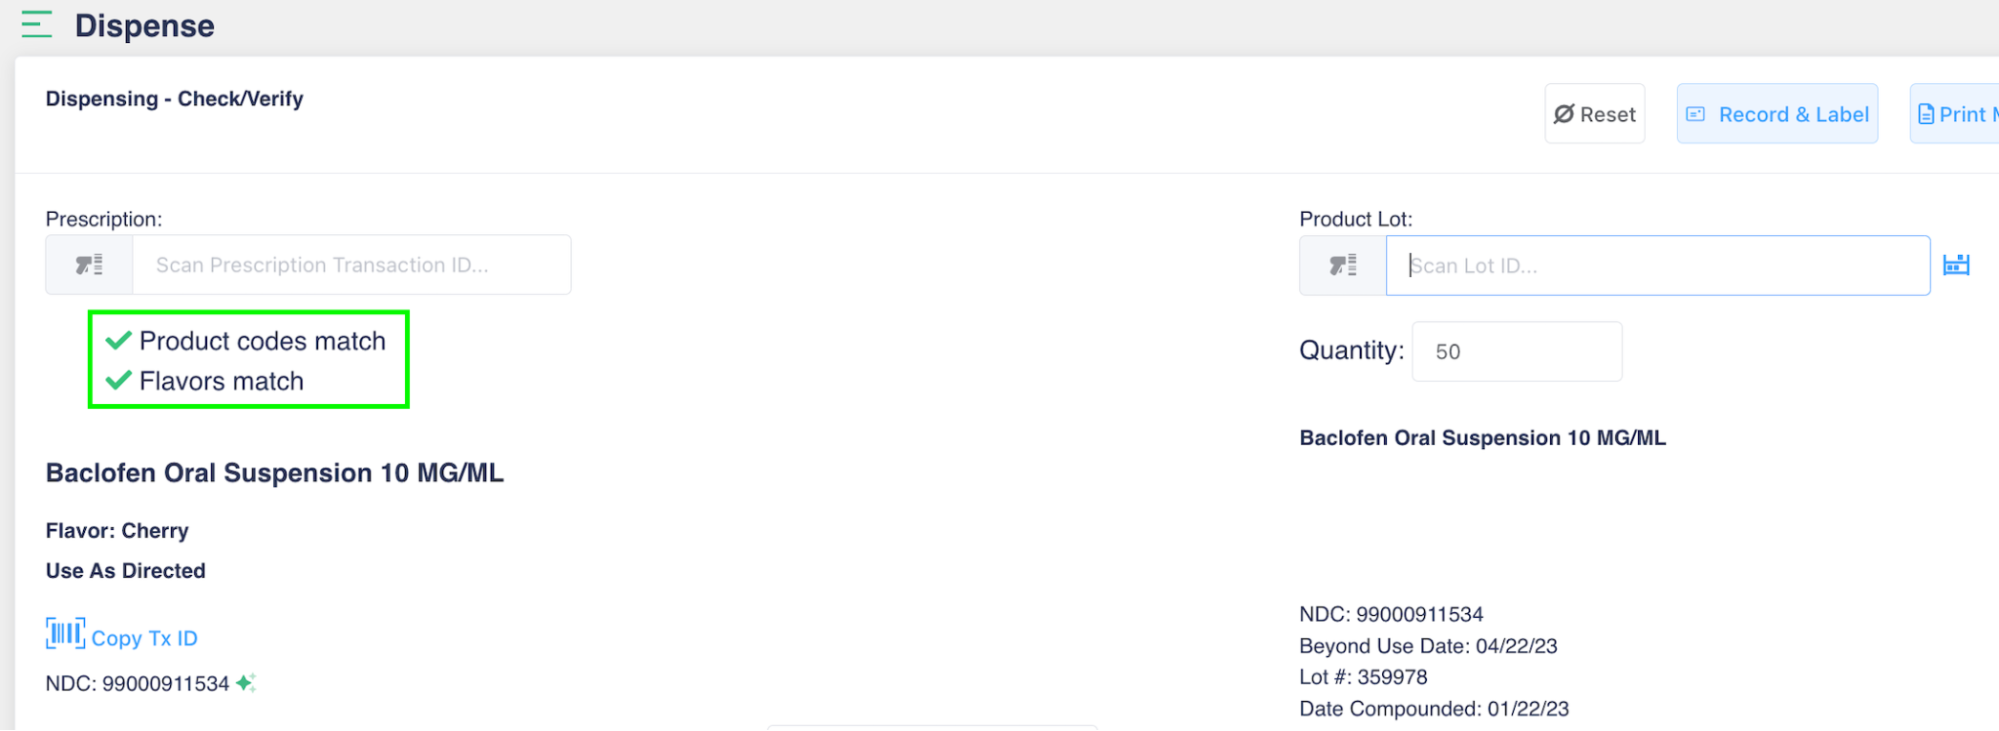 Dispense
Dispensing - Check/Verify
Reset
Record & Label
Print M
Prescription:
Scan Prescription Transaction ID...
Product codes match
Flavors match
Baclofen Oral Suspension 10 MG/ML
Flavor: Cherry
Use As Directed
Copy Tx ID
NDC: 99000911534
Product Lot:
Scan Lot ID...
Quantity: 50
Baclofen Oral Suspension 10 MG/ML
NDC: 99000911534
Beyond Use Date: 04/22/23
Lot #: 359978
Date Compounded: 01/22/23